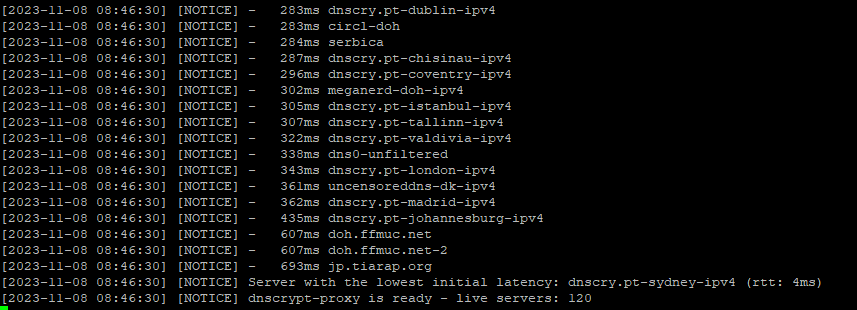 [2023-11-08 08:46:30] [NOTICE] -   283ms dnscry.pt-dublin-ipv4
[2023-11-08 08:46:30] [NOTICE] -   283ms circl-doh
[2023-11-08 08:46:30] [NOTICE] -   284ms serbica
[2023-11-08 08:46:30] [NOTICE] -   287ms dnscry.pt-chisinau-ipv4
[2023-11-08 08:46:30] [NOTICE] -   296ms dnscry.pt-coventry-ipv4
[2023-11-08 08:46:30] [NOTICE] -   302ms meganerd-doh-ipv4
[2023-11-08 08:46:30] [NOTICE] -   305ms dnscry.pt-istanbul-ipv4
[2023-11-08 08:46:30] [NOTICE] -   307ms dnscry.pt-tallinn-ipv4
[2023-11-08 08:46:30] [NOTICE] -   322ms dnscry.pt-valdivia-ipv4
[2023-11-08 08:46:30] [NOTICE] -   338ms dns0-unfiltered
[2023-11-08 08:46:30] [NOTICE] -   343ms dnscry.pt-london-ipv4
[2023-11-08 08:46:30] [NOTICE] -   361ms uncensoreddns-dk-ipv4
[2023-11-08 08:46:30] [NOTICE] -   362ms dnscry.pt-madrid-ipv4
[2023-11-08 08:46:30] [NOTICE] -   435ms dnscry.pt-johannesburg-ipv4
[2023-11-08 08:46:30] [NOTICE] -   607ms doh.ffmuc.net
[2023-11-08 08:46:30] [NOTICE] -   607ms doh.ffmuc.net-2
[2023-11-08 08:46:30] [NOTICE] -   693ms jp.tiarap.org
[2023-11-08 08:46:30] [NOTICE] Server with the lowest initial latency: dnscry.pt-sydney-ipv4 (rtt: 4ms)
[2023-11-08 08:46:30] [NOTICE] dnscrypt-proxy is ready - live servers: 120